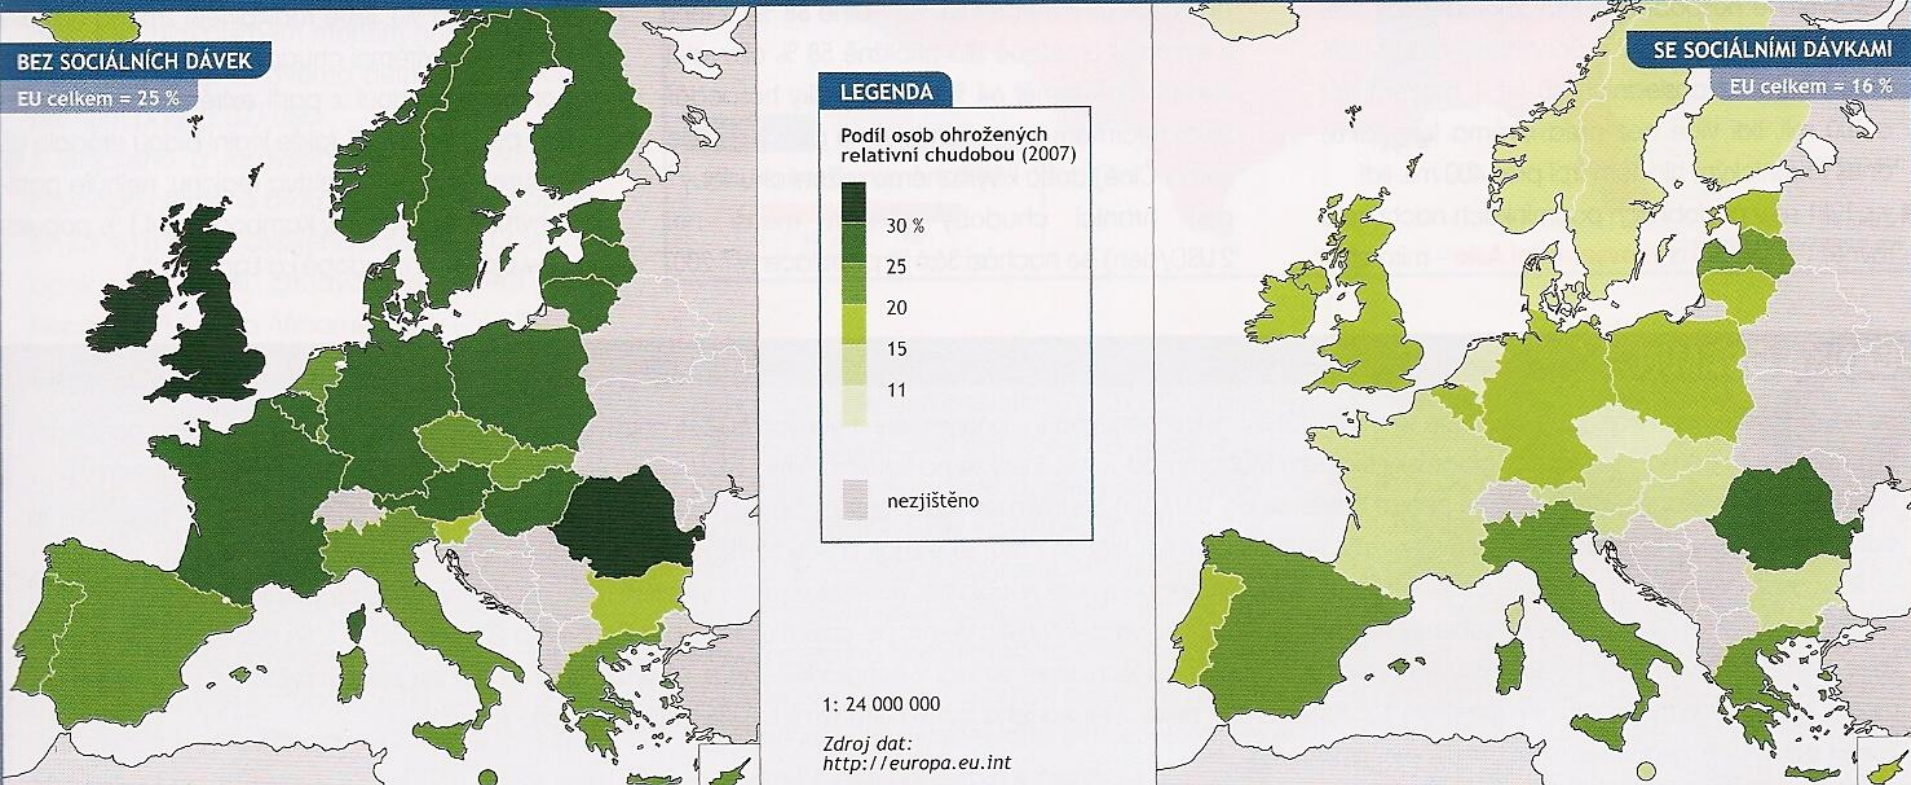 BEZ SOCIÁLNÍCH DÁVEK
EU celkem = 25 %
LEGENDA
Podíl osob ohrožených
relativní chudobou (2007)
30 %
25
20
15
11
nezjištěno
1: 24 000 000
Zdroj dat:
http://europa.eu.int
SE SOCIÁLNÍMI DÁVKAMI
EU celkem = 16 %